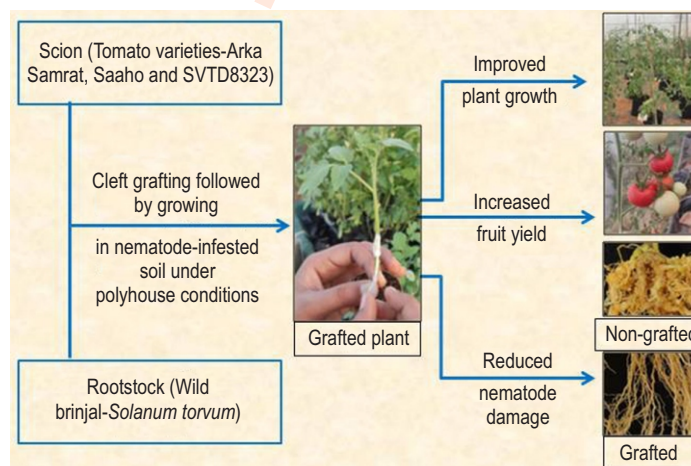 Scion (Tomato varieties-Arka
Samrat, Saaho and SVTD8323)
Cleft grafting followed
by growing
in nematode-infested
soil under
polyhouse conditions
Rootstock (Wild
brinjal-Solanum torvum)
Grafted plant
Improved
plant growth
Increased
fruit yield
Reduced
nematode
damage
Non-grafted
Grafted